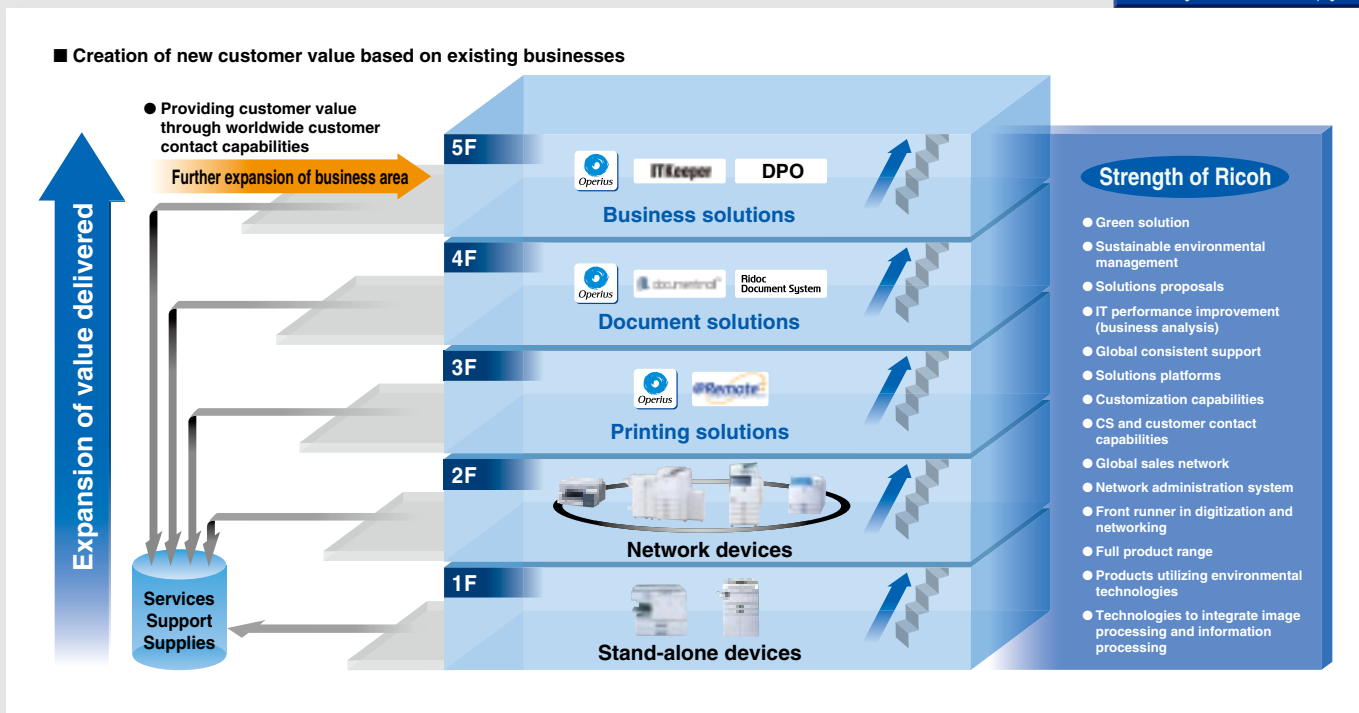 ■ Creation of new customer value based on existing businesses
● Providing customer value
through worldwide customer
contact capabilities
Further expansion of business area
Expansion of value delivered
5F
Operius
ITKeeper
DPO
Business solutions
4F
Operius
documentmall
Ridoc
Document System
Document solutions
3F
Operius
@Remote
Printing solutions
2F
Network devices
1F
Stand-alone devices
Services
Support
Supplies
Strength of Ricoh
● Green solution
● Sustainable environmental
management
● Solutions proposals
● IT performance improvement
(business analysis)
● Global consistent support
● Solutions platforms
● Customization capabilities
● CS and customer contact
capabilities
● Global sales network
● Network administration system
● Front runner in digitization and
networking
● Full product range
● Products utilizing environmental
technologies
● Technologies to integrate image
processing and information
processing